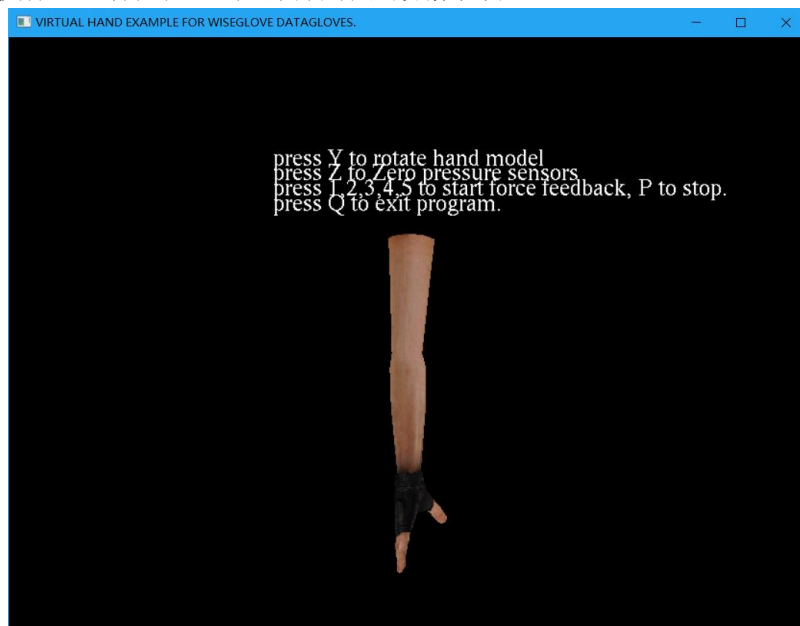 VIRTUAL HAND EXAMPLE FOR WISEGLOVE DATAGLOVES.
press Y to rotate hand model
press Z to Zero pressure sensors
press 1,2,3,4,5 to start force feedback, P to stop.
press Q to exit program.